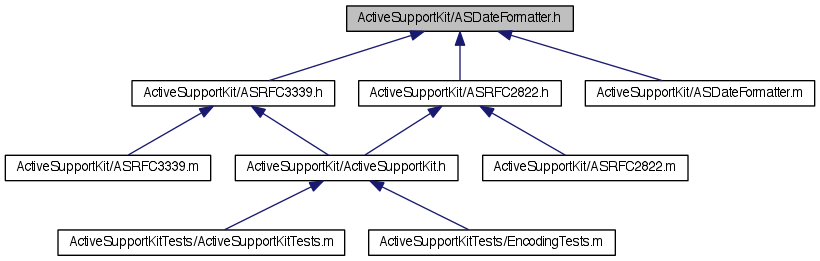 ActiveSupportKit/ASDateFormatter.h
ActiveSupportKit/ASRFC3339.h
ActiveSupportKit/ASRFC2822.h
ActiveSupportKit/ASDateFormatter.m
ActiveSupportKit/ASRFC3339.m
ActiveSupportKit/ActiveSupportKit.h
ActiveSupportKit/ASRFC2822.m
ActiveSupportKitTests/ActiveSupportKitTests.m
ActiveSupportKitTests/EncodingTests.m